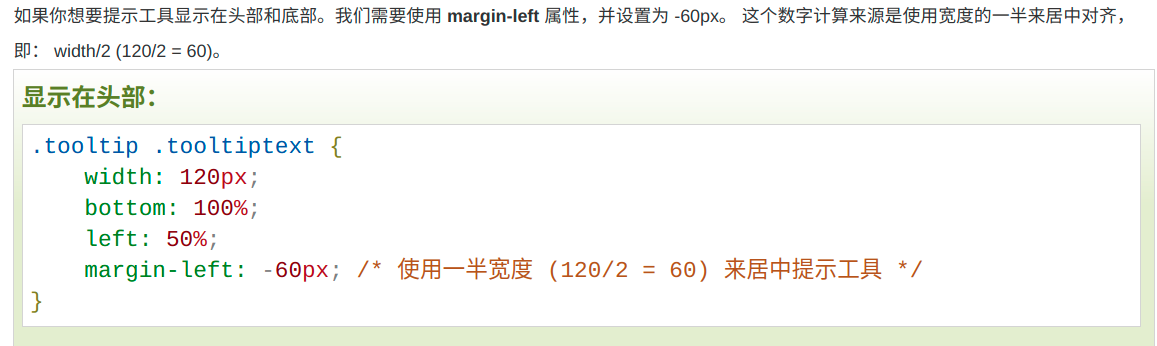 如果你想要提示工具显示在头部和底部。我们需要使用 margin-left 属性，并设置为 -60px。 这个数字计算来源是使用宽度的一半来居中对齐，
即： width/2 (120/2 = 60)。
显示在头部：
.tooltip .tooltiptext {
    width: 120px;
    bottom: 100%;
    left: 50%;
    margin-left: -60px; /* 使用一半宽度 (120/2 = 60) 来居中提示工具 */
}